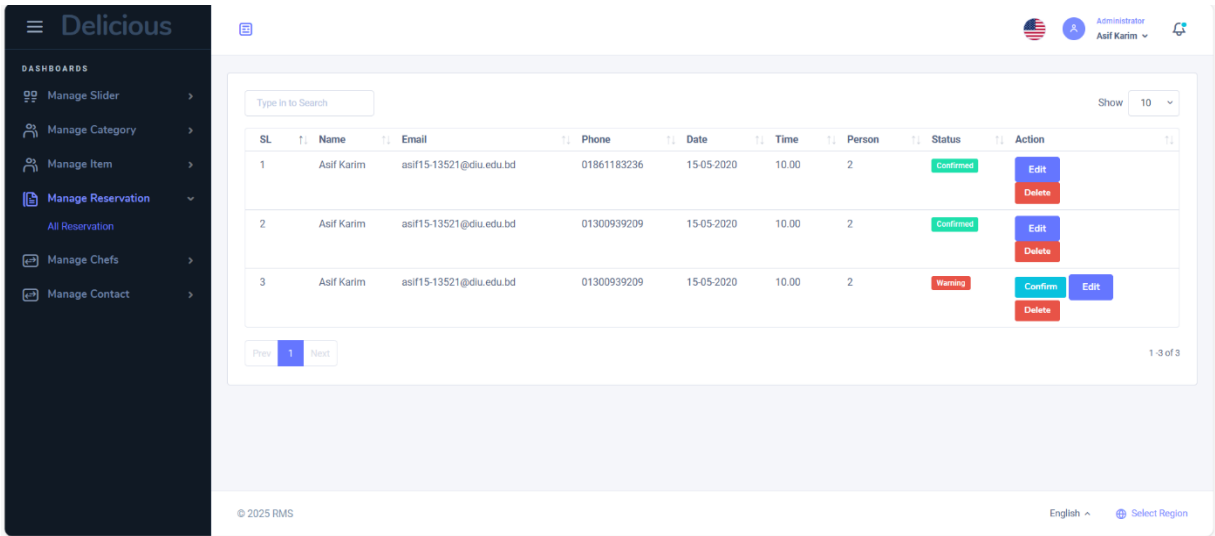 Delicious
Administrator
Asif Karim
DASHBOARDS
Manage Slider
Manage Category
Manage Item
Manage Reservation
All Reservation
Manage Chefs
Manage Contact
Type In to Search
Show 10
SL Name Email Phone Date Time Person Status Action
1 Asif Karim asif15-13521@diu.edu.bd 01861183236 15-05-2020 10.00 2 Confirmed Edit
Delete
2 Asif Karim asif15-13521@diu.edu.bd 01300939209 15-05-2020 10.00 2 Confirmed Edit
Delete
3 Asif Karim asif15-13521@diu.edu.bd 01300939209 15-05-2020 10.00 2 Warning Confirm Edit
Delete
Prev 1 Next
1 -3 of 3
© 2025 RMS
English
Select Region